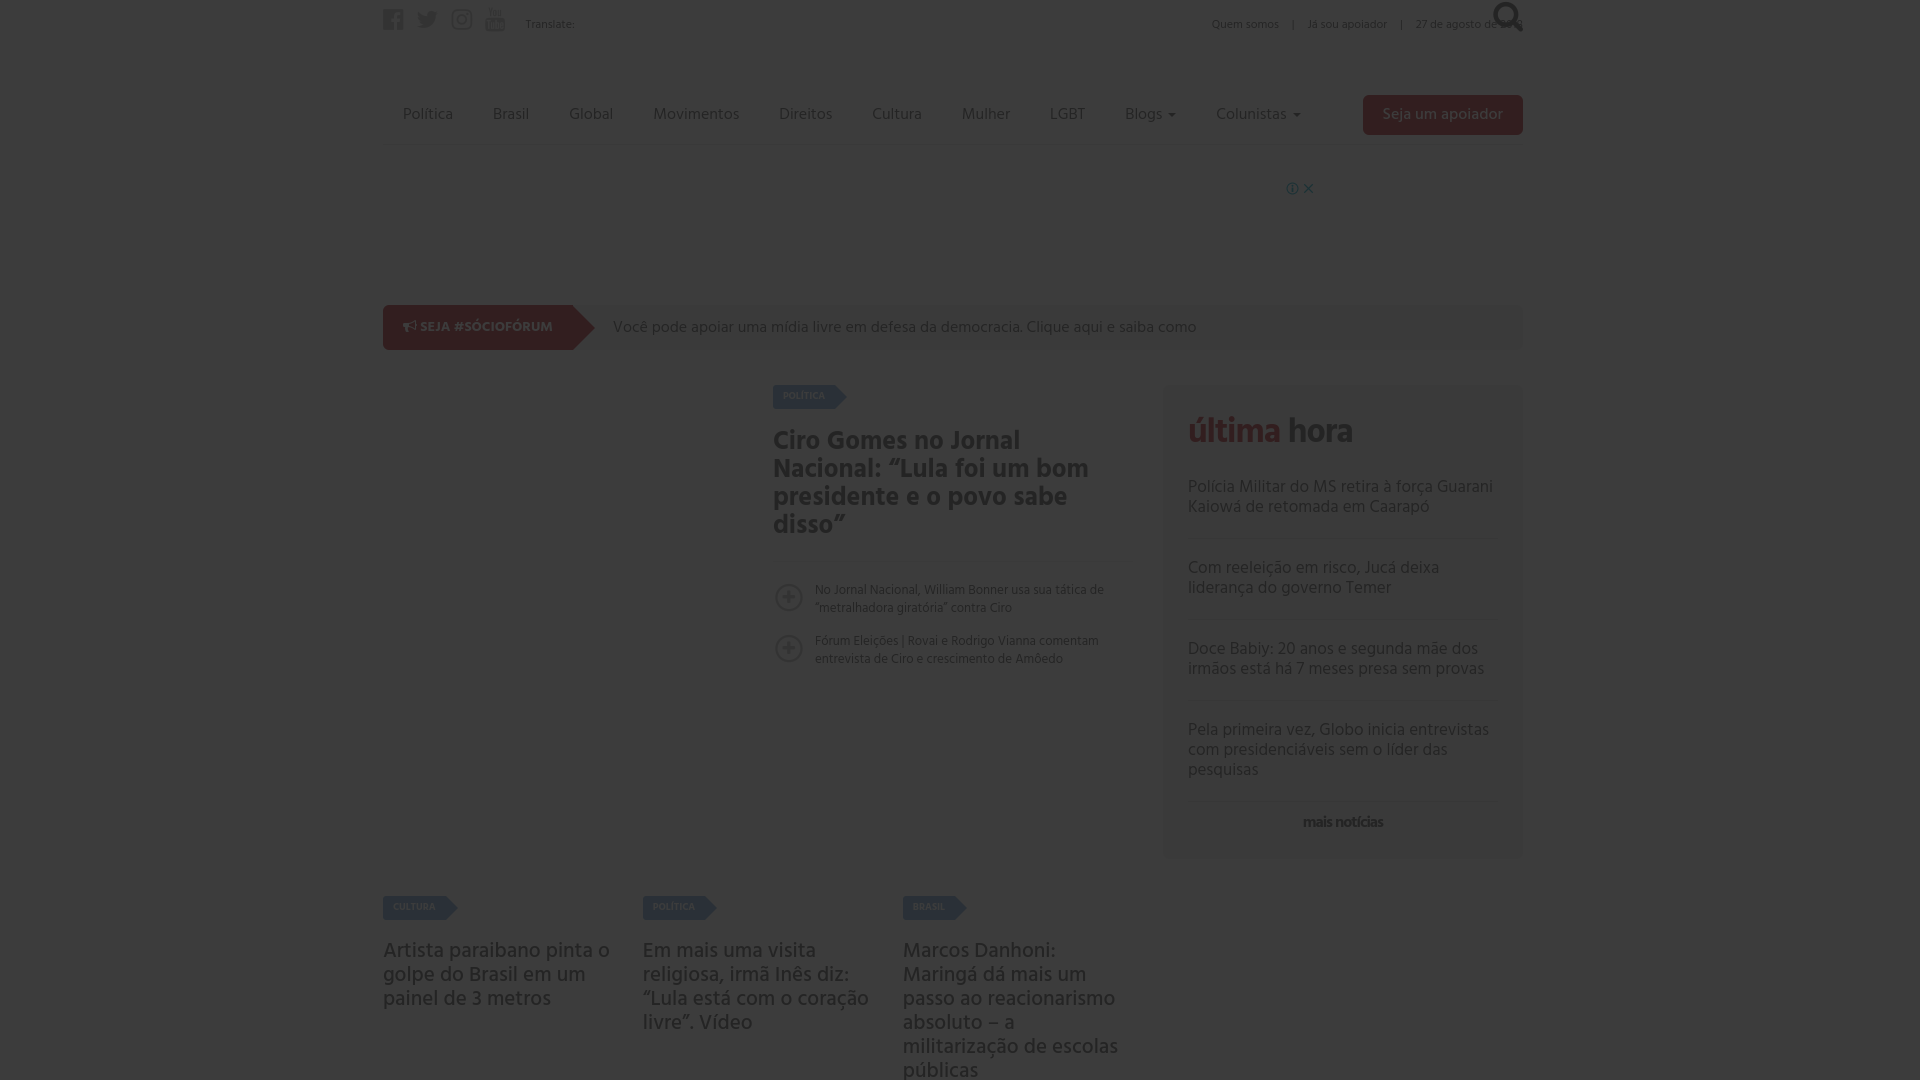 Translate:
Quem somos | Já sou apoiador | 27 de agosto de
Política Brasil Global Movimentos Direitos Cultura Mulher LGBT Blogs Colunistas Seja um apoiador
SEJA #SÓCIOFÓRUM Você pode apoiar uma mídia livre em defesa da democracia. Clique aqui e saiba como
POLÍTICA
Ciro Gomes no Jornal
Nacional: “Lula foi um bom
presidente e o povo sabe
disso”
No Jornal Nacional, William Bonner usa sua tática de
“metralhadora giratória” contra Ciro
Fórum Eleições | Rovai e Rodrigo Vianna comentam
entrevista de Ciro e crescimento de Amôedo
última hora
Polícia Militar do MS retira à força Guarani
Kaiowá de retomada em Caarapó
Com reeleição em risco, Jucá deixa
liderança do governo Temer
Doce Babiy: 20 anos e segunda mãe dos
irmãos está há 7 meses presa sem provas
Pela primeira vez, Globo inicia entrevistas
com presidenciáveis sem o líder das
pesquisas
mais notícias
CULTURA
Artista paraibano pinta o
golpe do Brasil em um
painel de 3 metros
POLÍTICA
Em mais uma visita
religiosa, irmã Inês diz:
“Lula está com o coração
livre”. Vídeo
BRASIL
Marcos Danhoni:
Maringá dá mais um
passo ao reacionarismo
absoluto – a
militarização de escolas
públicas